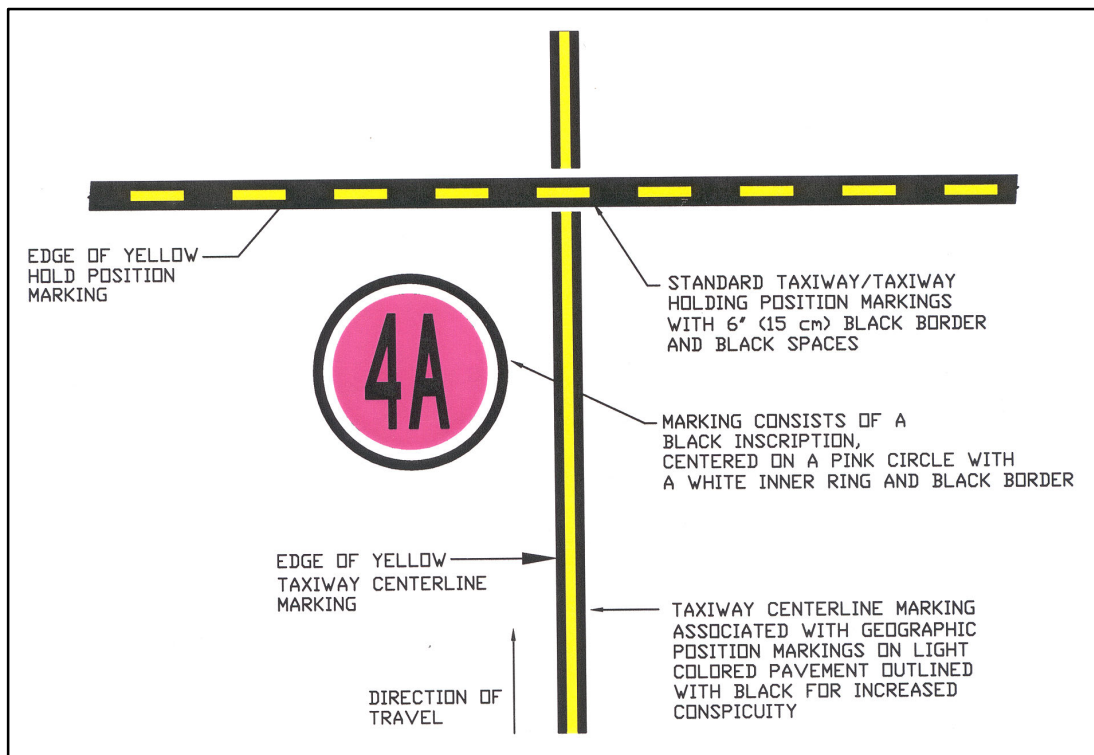 EDGE OF YELLOW
HOLD POSITION
MARKING
STANDARD TAXIWAY/TAXIWAY
HOLDING POSITION MARKINGS
WITH 6" (15 cm) BLACK BORDER
AND BLACK SPACES
4A
MARKING CONSISTS OF A
BLACK INSCRIPTION,
CENTERED ON A PINK CIRCLE WITH
A WHITE INNER RING AND BLACK BORDER
EDGE OF YELLOW
TAXIWAY CENTERLINE
MARKING
TAXIWAY CENTERLINE MARKING
ASSOCIATED WITH GEOGRAPHIC
POSITION MARKINGS ON LIGHT
COLORED PAVEMENT OUTLINED
WITH BLACK FOR INCREASED
CONSPICUITY
DIRECTION OF
TRAVEL